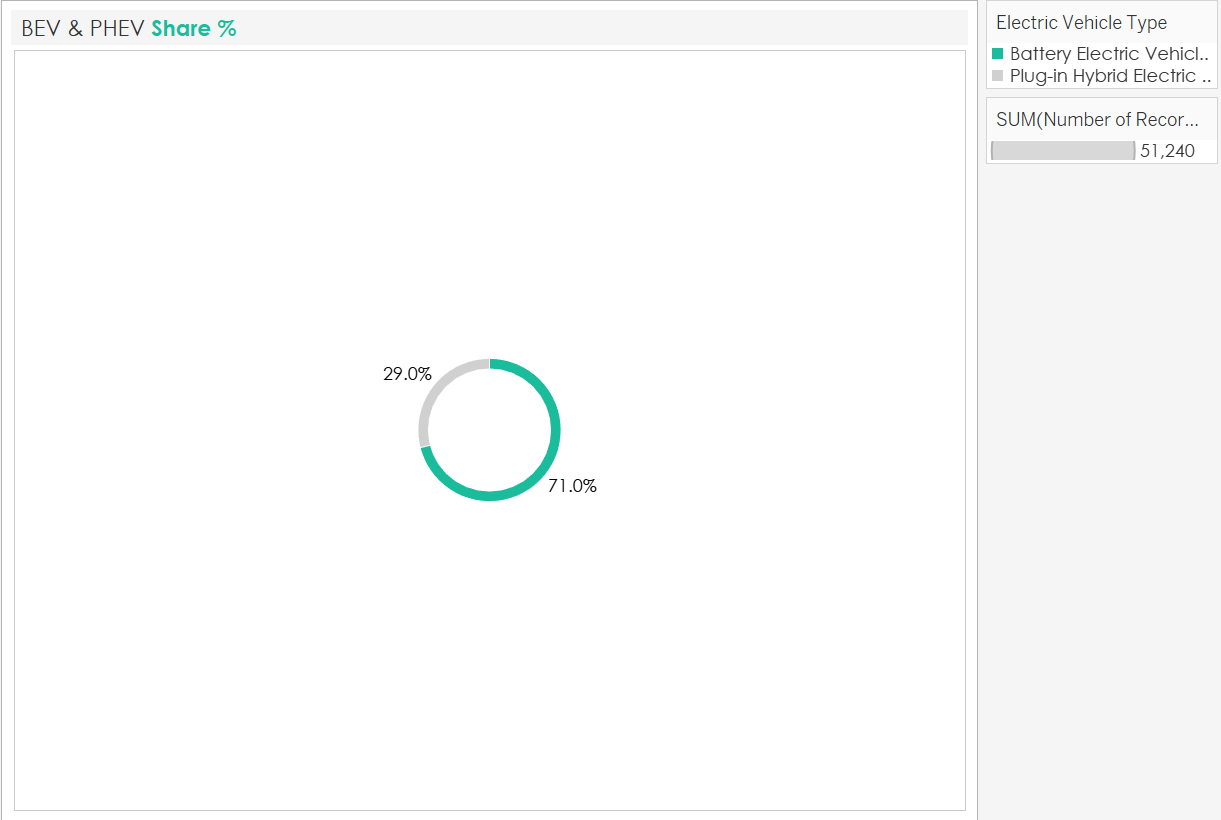 BEV & PHEV Share %
29.0%
71.0%
Electric Vehicle Type
Battery Electric Vehicl..
Plug-in Hybrid Electric ..
SUM(Number of Recor...
51,240